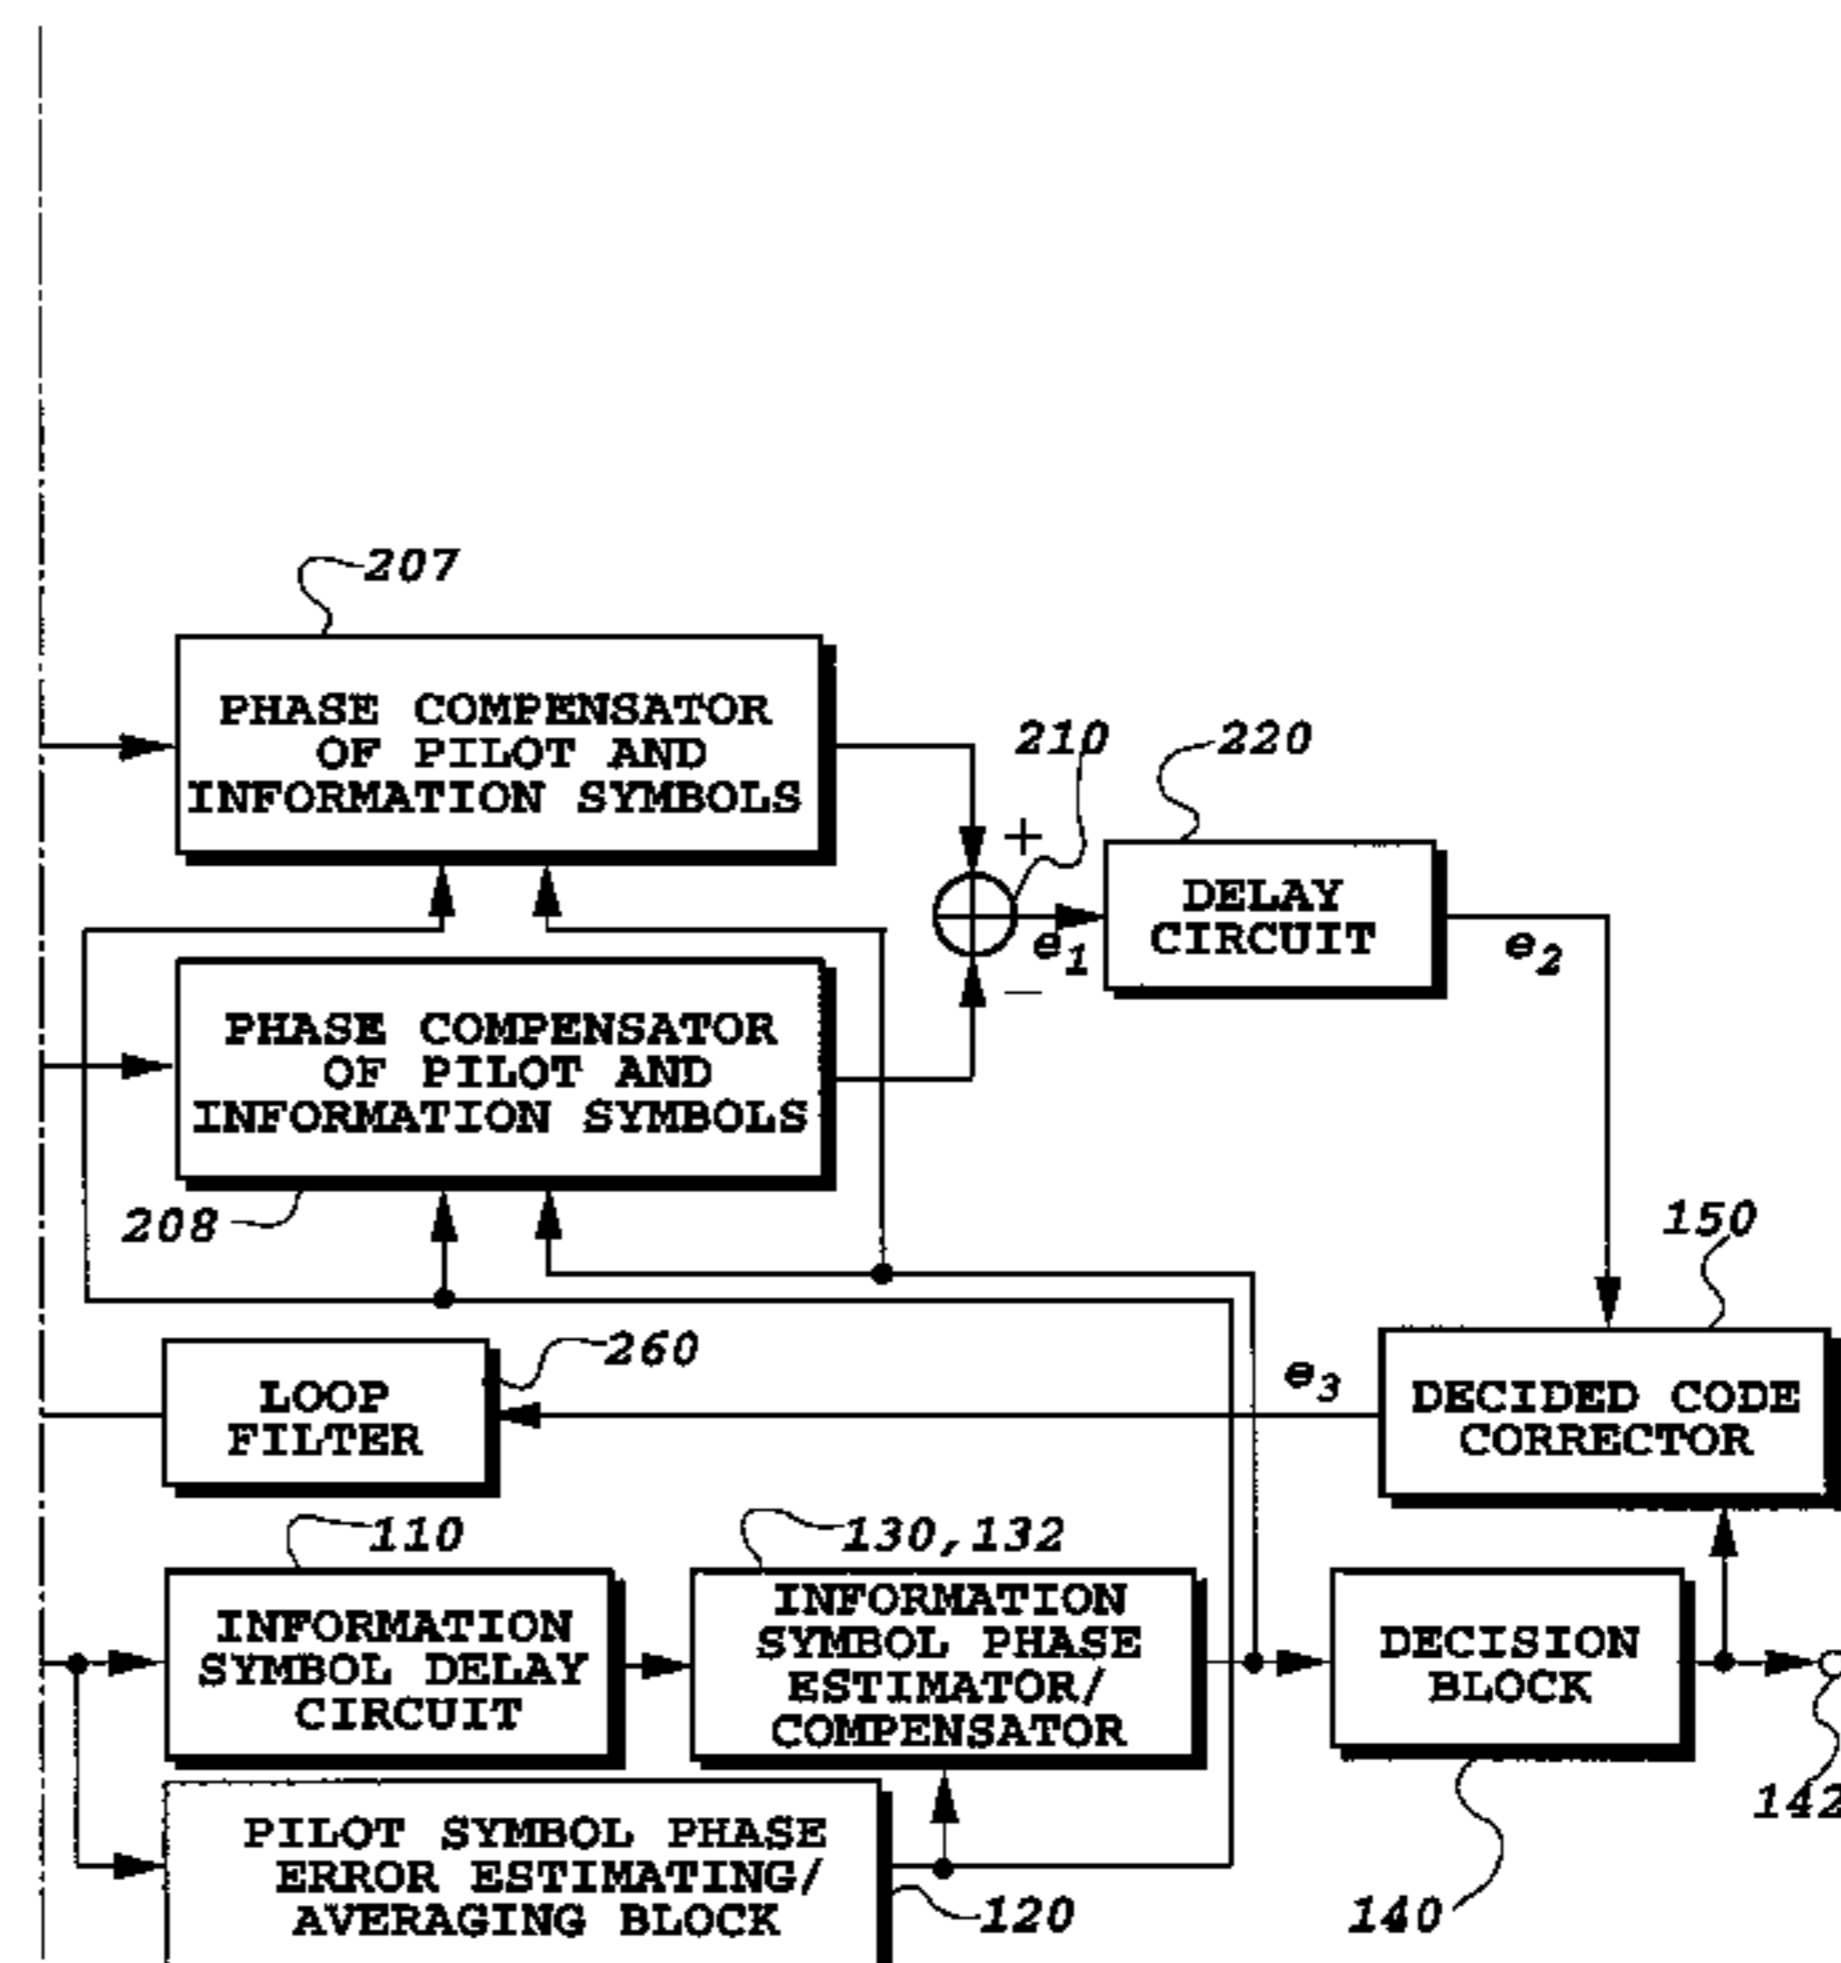 207
PHASE COMPENSATOR
OF PILOT AND
INFORMATION SYMBOLS
210
220
+
DELAY
CIRCUIT
e1
e2
−
PHASE COMPENSATOR
OF PILOT AND
INFORMATION SYMBOLS
208
150
260
LOOP
FILTER
e3
DECIDED CODE
CORRECTOR
110
130,132
INFORMATION
SYMBOL DELAY
CIRCUIT
INFORMATION
SYMBOL PHASE
ESTIMATOR/
COMPENSATOR
DECISION
BLOCK
142
PILOT SYMBOL PHASE
ERROR ESTIMATING/
AVERAGING BLOCK
120
140